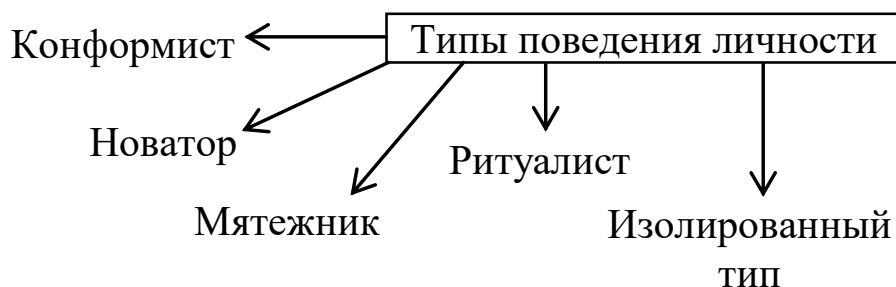 Типы поведения личности
Конформист
Новатор
Мятежник
Ритуалист
Изолированный
тип